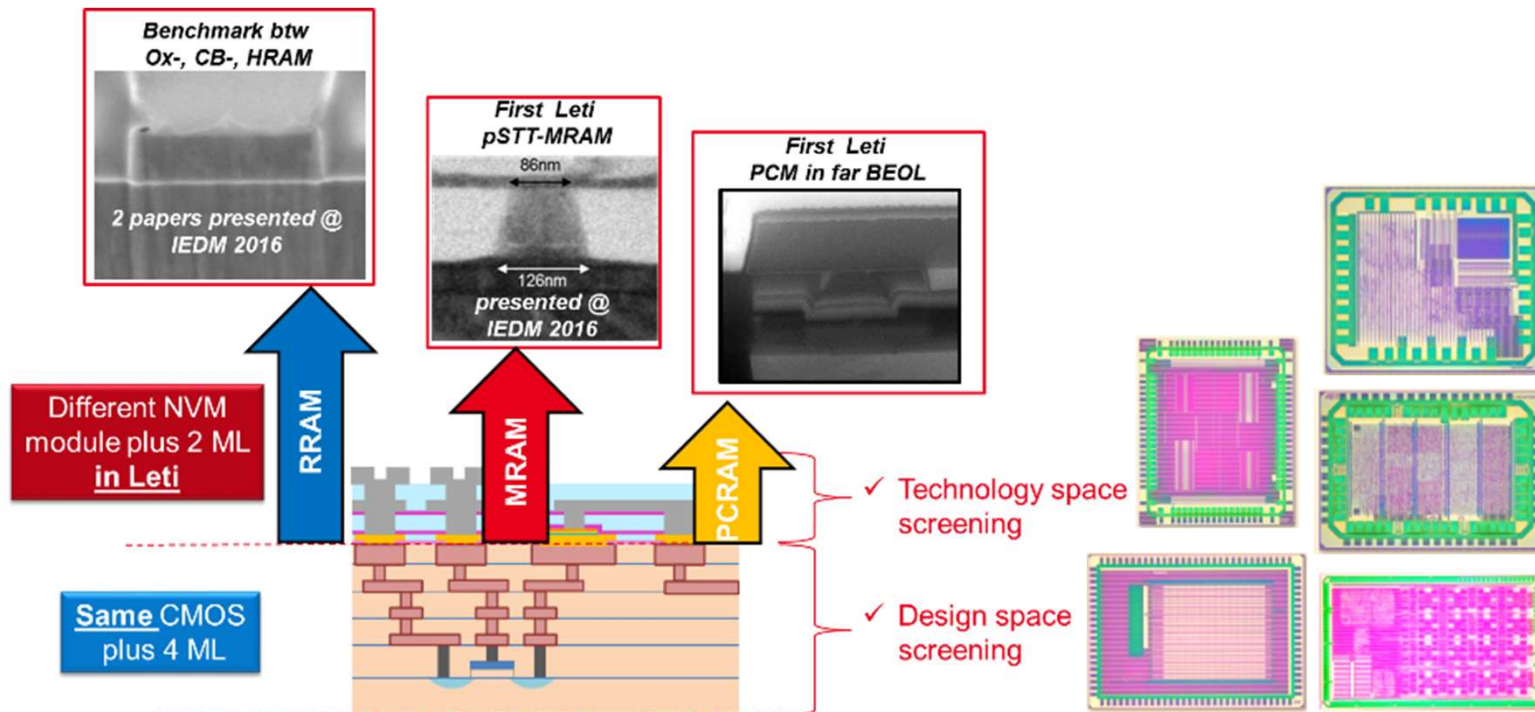 Benchmark btw
Ox-, CB-, HRAM
2 papers presented @
IEDM 2016
First Leti
pSTT-MRAM
86nm
126nm
presented @
IEDM 2016
First Leti
PCM in far BEOL
Different NVM
module plus 2 ML
in Leti
RRAM
MRAM
PCRAM
✓ Technology space
screening
Same CMOS
plus 4 ML
✓ Design space
screening